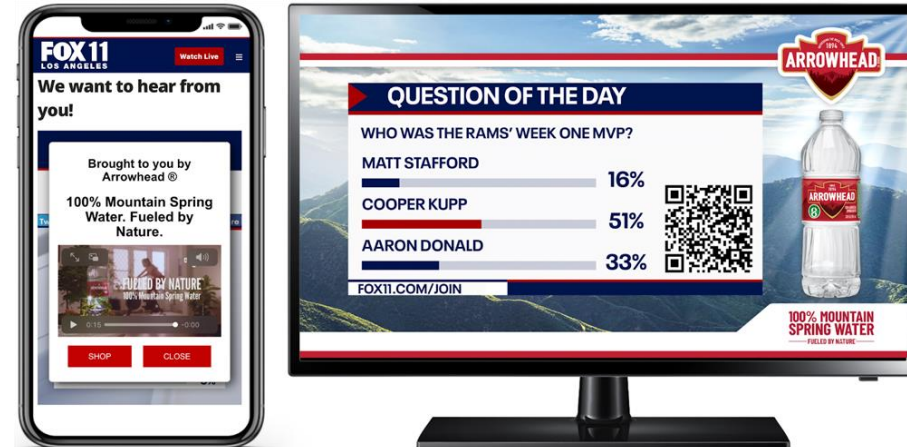 FOX 11
LOS ANGELES
Watch Live
We want to hear from
you!
Brought to you by
Arrowhead ®
100% Mountain Spring
Water. Fueled by
Nature.
FUELED BY NATURE
100% Mountain Spring Water
0:15
-0:00
SHOP
CLOSE
QUESTION OF THE DAY
WHO WAS THE RAMS' WEEK ONE MVP?
MATT STAFFORD
16%
COOPER KUPP
51%
AARON DONALD
33%
FOX11.COM/JOIN
1894
ARROWHEAD
ARROWHEAD
100% MOUNTAIN
SPRING WATER
FUELED BY NATURE